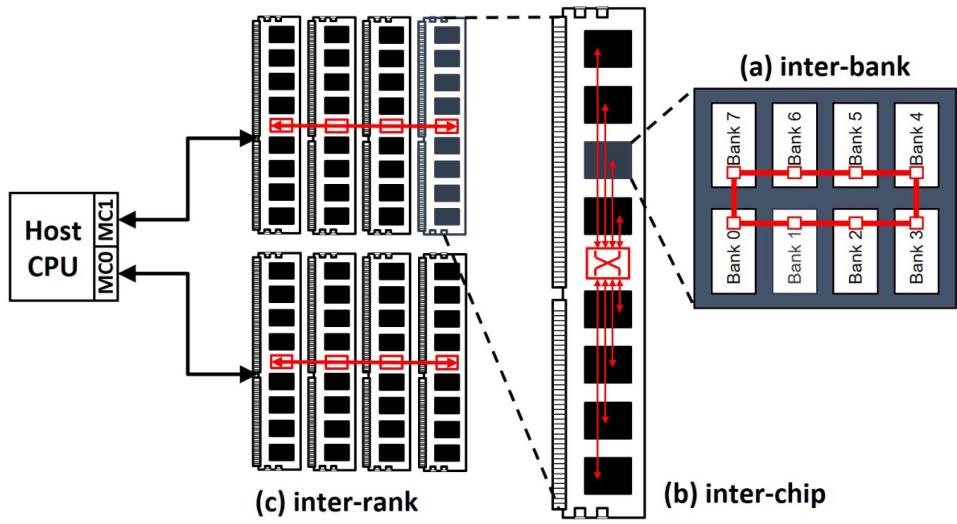 (a) inter-bank
Bank 7
Bank 6
Bank 5
Bank 4
Bank 0
Bank 1
Bank 2
Bank 3
Host
CPU
MC1
MC0
(c) inter-rank
(b) inter-chip